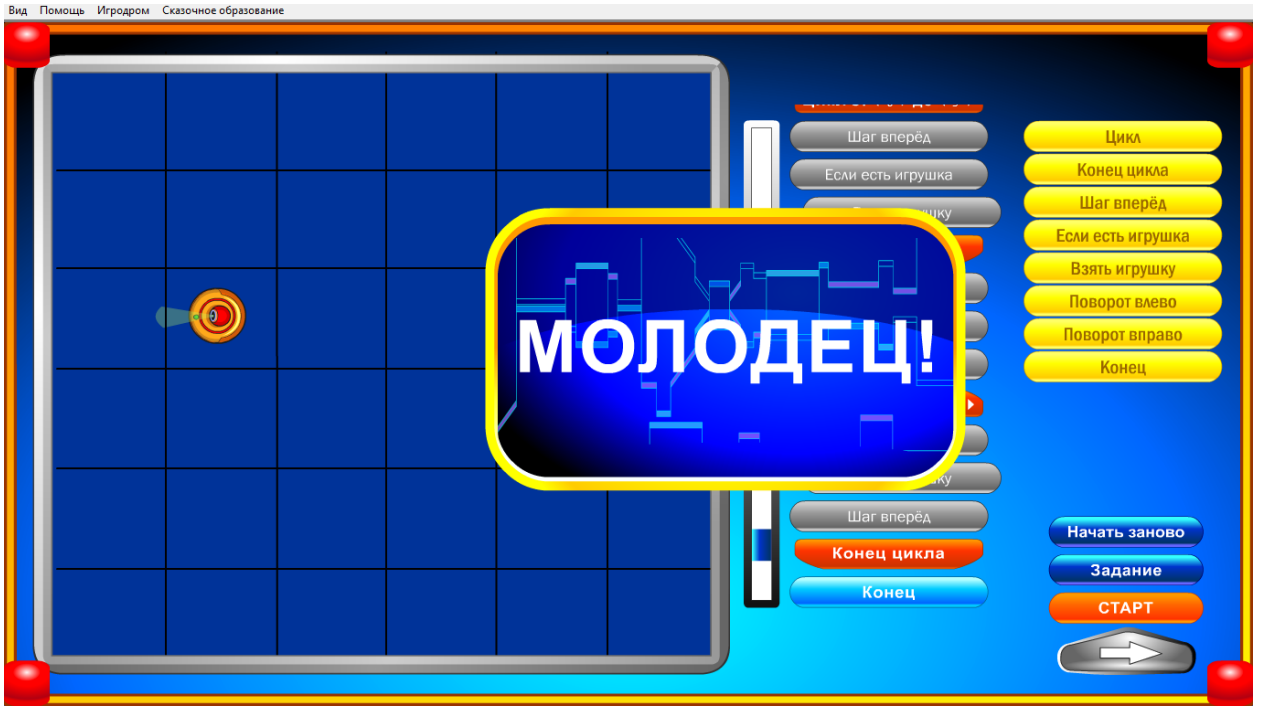 Вид Помощь Игродром Сказочное образование
Шаг вперёд
Если есть игрушка
МОЛОДЕЦ!
Шаг вперёд
Конец цикла
Конец
Цикл
Конец цикла
Шаг вперёд
Если есть игрушка
Взять игрушку
Поворот влево
Поворот вправо
Конец
Начать заново
Задание
СТАРТ